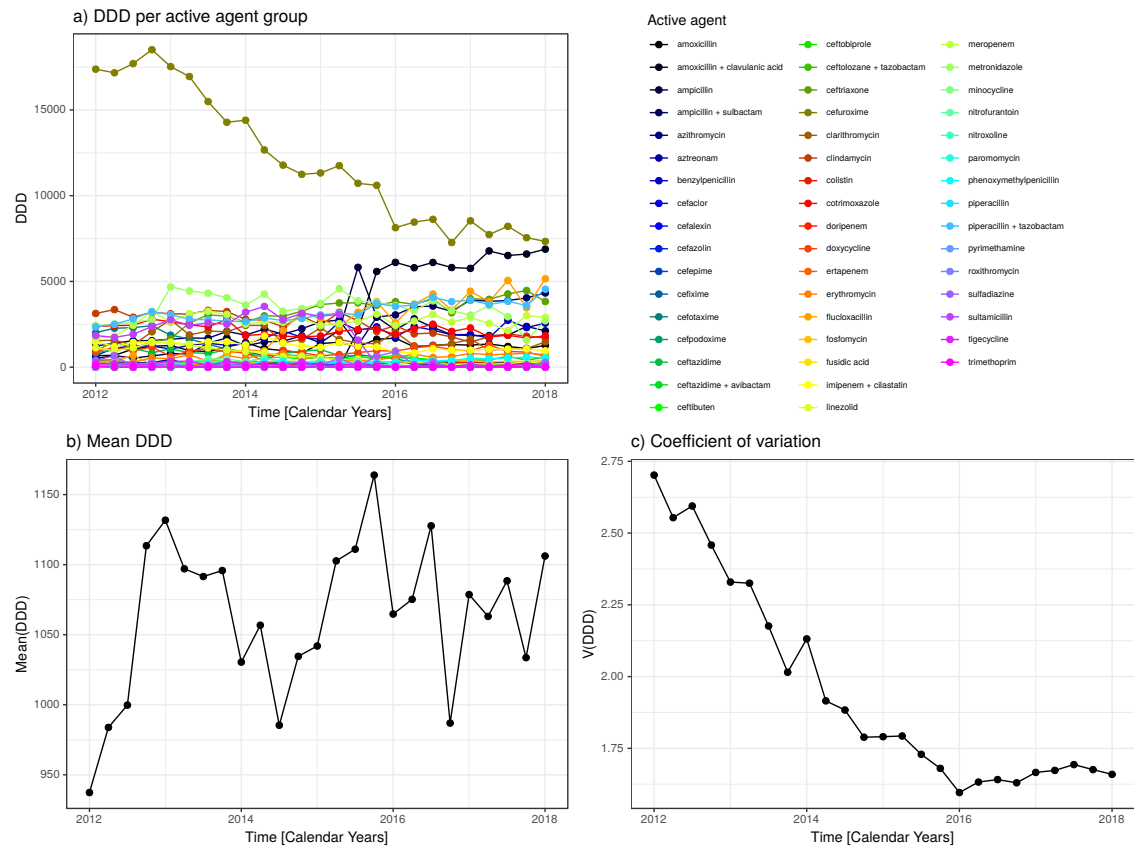 a) DDD per active agent group
DDD
15000
10000
5000
0
2012
2014
2016
2018
Time [Calendar Years]
Active agent
amoxicillin
amoxicillin + clavulanic acid
ampicillin
ampicillin + sulbactam
azithromycin
aztreonam
benzylpenicillin
cefaclor
cefalexin
cefazolin
cefepime
cefixime
cefotaxime
cefpodoxime
ceftazidime
ceftazidime + avibactam
ceftibuten
ceftobiprole
ceftolozane + tazobactam
ceftriaxone
cefuroxime
clarithromycin
clindamycin
colistin
cotrimoxazole
doripenem
doxycycline
ertapenem
erythromycin
flucloxacillin
fosfomycin
fusidic acid
imipenem + cilastatin
linezolid
meropenem
metronidazole
minocycline
nitrofurantoin
nitroxoline
paromomycin
phenoxymethylpenicillin
piperacillin
piperacillin + tazobactam
pyrimethamine
roxithromycin
sulfadiazine
sultamicillin
tigecycline
trimethoprim
b) Mean DDD
Mean(DDD)
1150
1100
1050
1000
950
2012
2014
2016
2018
Time [Calendar Years]
c) Coefficient of variation
V(DDD)
2.75
2.50
2.25
2.00
1.75
2012
2014
2016
2018
Time [Calendar Years]